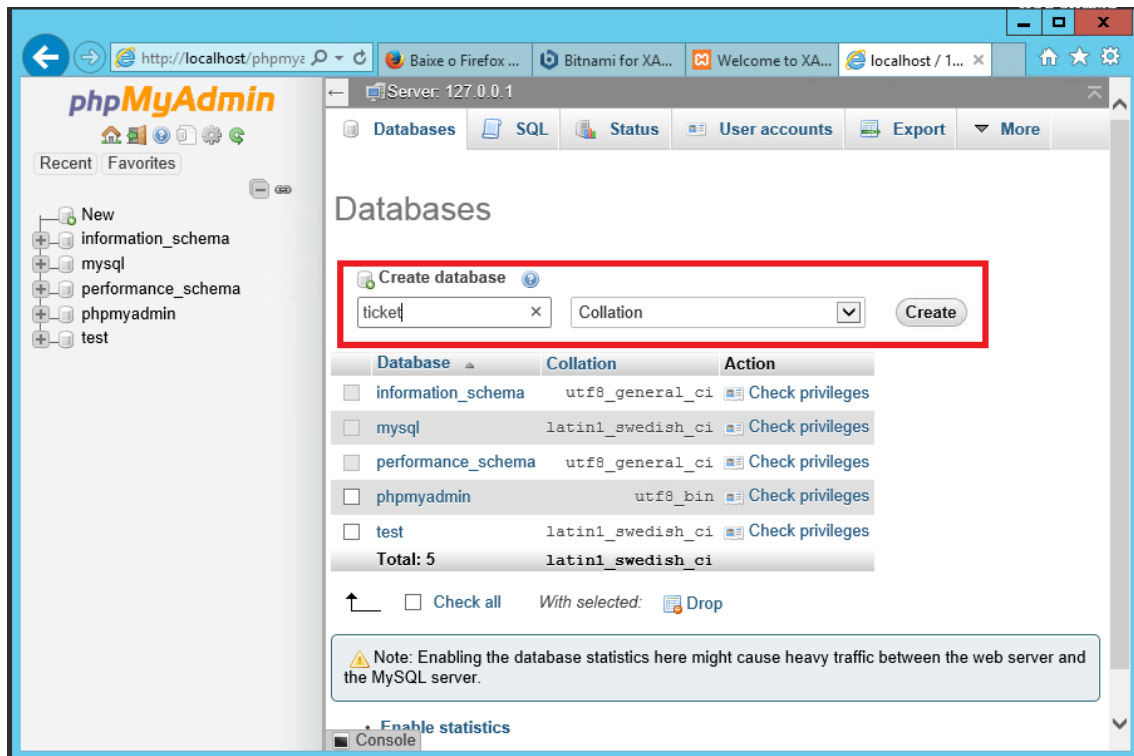 http://localhost/phpmya
Baixe o Firefox ...
Bitnami for XA...
Welcome to XA...
localhost / 1...
phpMyAdmin
Recent
Favorites
New
information_schema
mysql
performance_schema
phpmyadmin
test
Server: 127.0.0.1
Databases
SQL
Status
User accounts
Export
More
Databases
Create database
ticket
Collation
Create
Database Collation Action
information_schema utf8_general_ci Check privileges
mysql latin1_swedish_ci Check privileges
performance_schema utf8_general_ci Check privileges
phpmyadmin utf8_bin Check privileges
test latin1_swedish_ci Check privileges
Total: 5 latin1_swedish_ci
Check all With selected: Drop
Note: Enabling the database statistics here might cause heavy traffic between the web server and
the MySQL server.
Enable statistics
Console